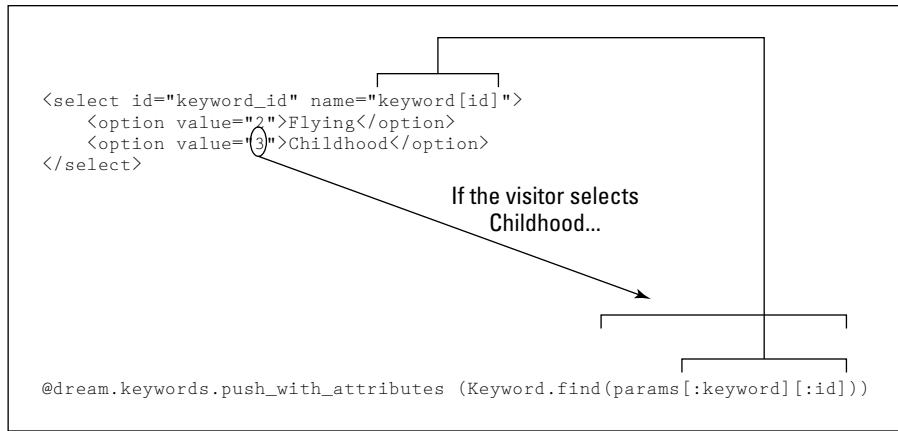 <select id="keyword_id" name="keyword[id]">
    <option value="2">Flying</option>
    <option value="3">Childhood</option>
</select>
If the visitor selects
Childhood...
@dream.keywords.push_with_attributes (Keyword.find(params[:keyword][:id]))